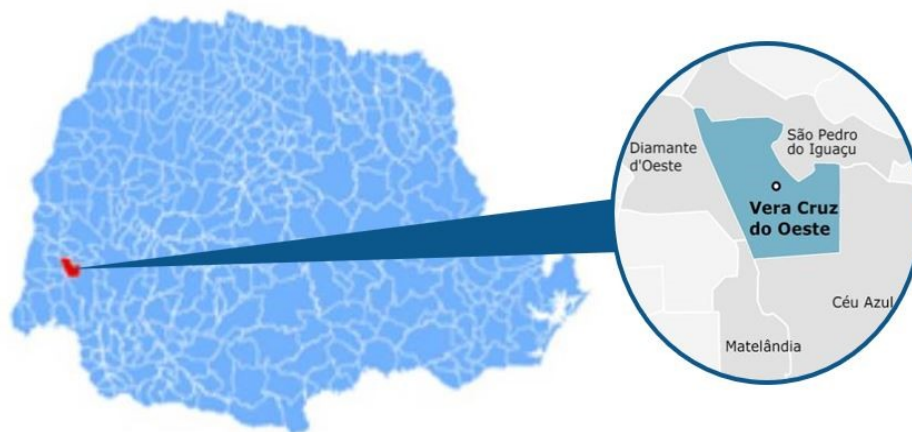 Diamante
d'Oeste
São Pedro
do Iguaçu
Vera Cruz
do Oeste
Céu Azul
Matelândia